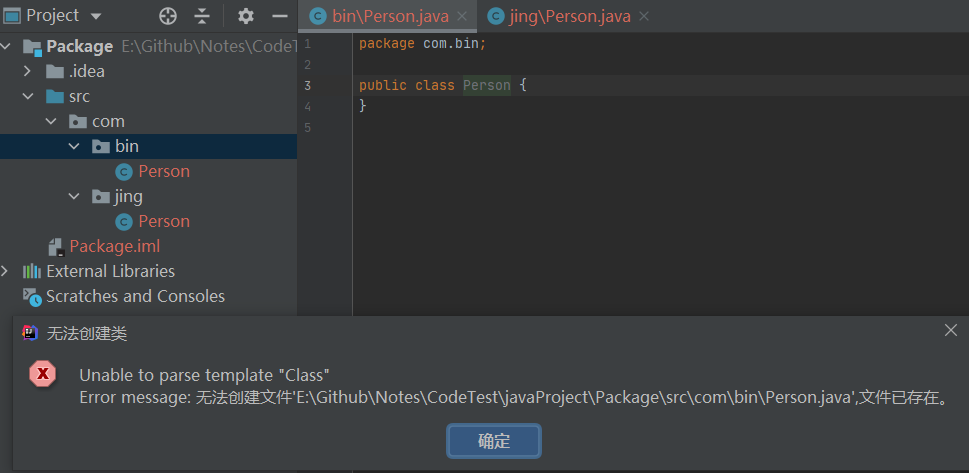 Project
bin\Person.java
jing\Person.java
Package E:\Github\Notes\CodeT
.idea
src
com
bin
Person
jing
Person
Package.iml
External Libraries
Scratches and Consoles
1 package com.bin;
2
3 public class Person {
4 }
5
无法创建类
Unable to parse template "Class"
Error message: 无法创建文件'E:\Github\Notes\CodeTest\javaProject\Package\src\com\bin\Person.java',文件已存在。
确定